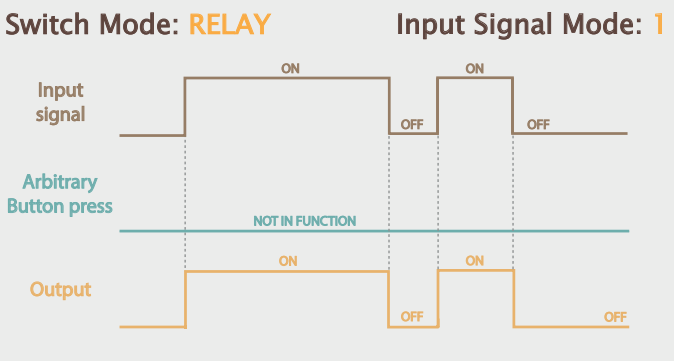 Switch Mode: RELAY
Input Signal Mode: 1
Input
signal
ON
OFF
ON
OFF
Arbitrary
Button press
NOT IN FUNCTION
Output
ON
OFF
ON
OFF